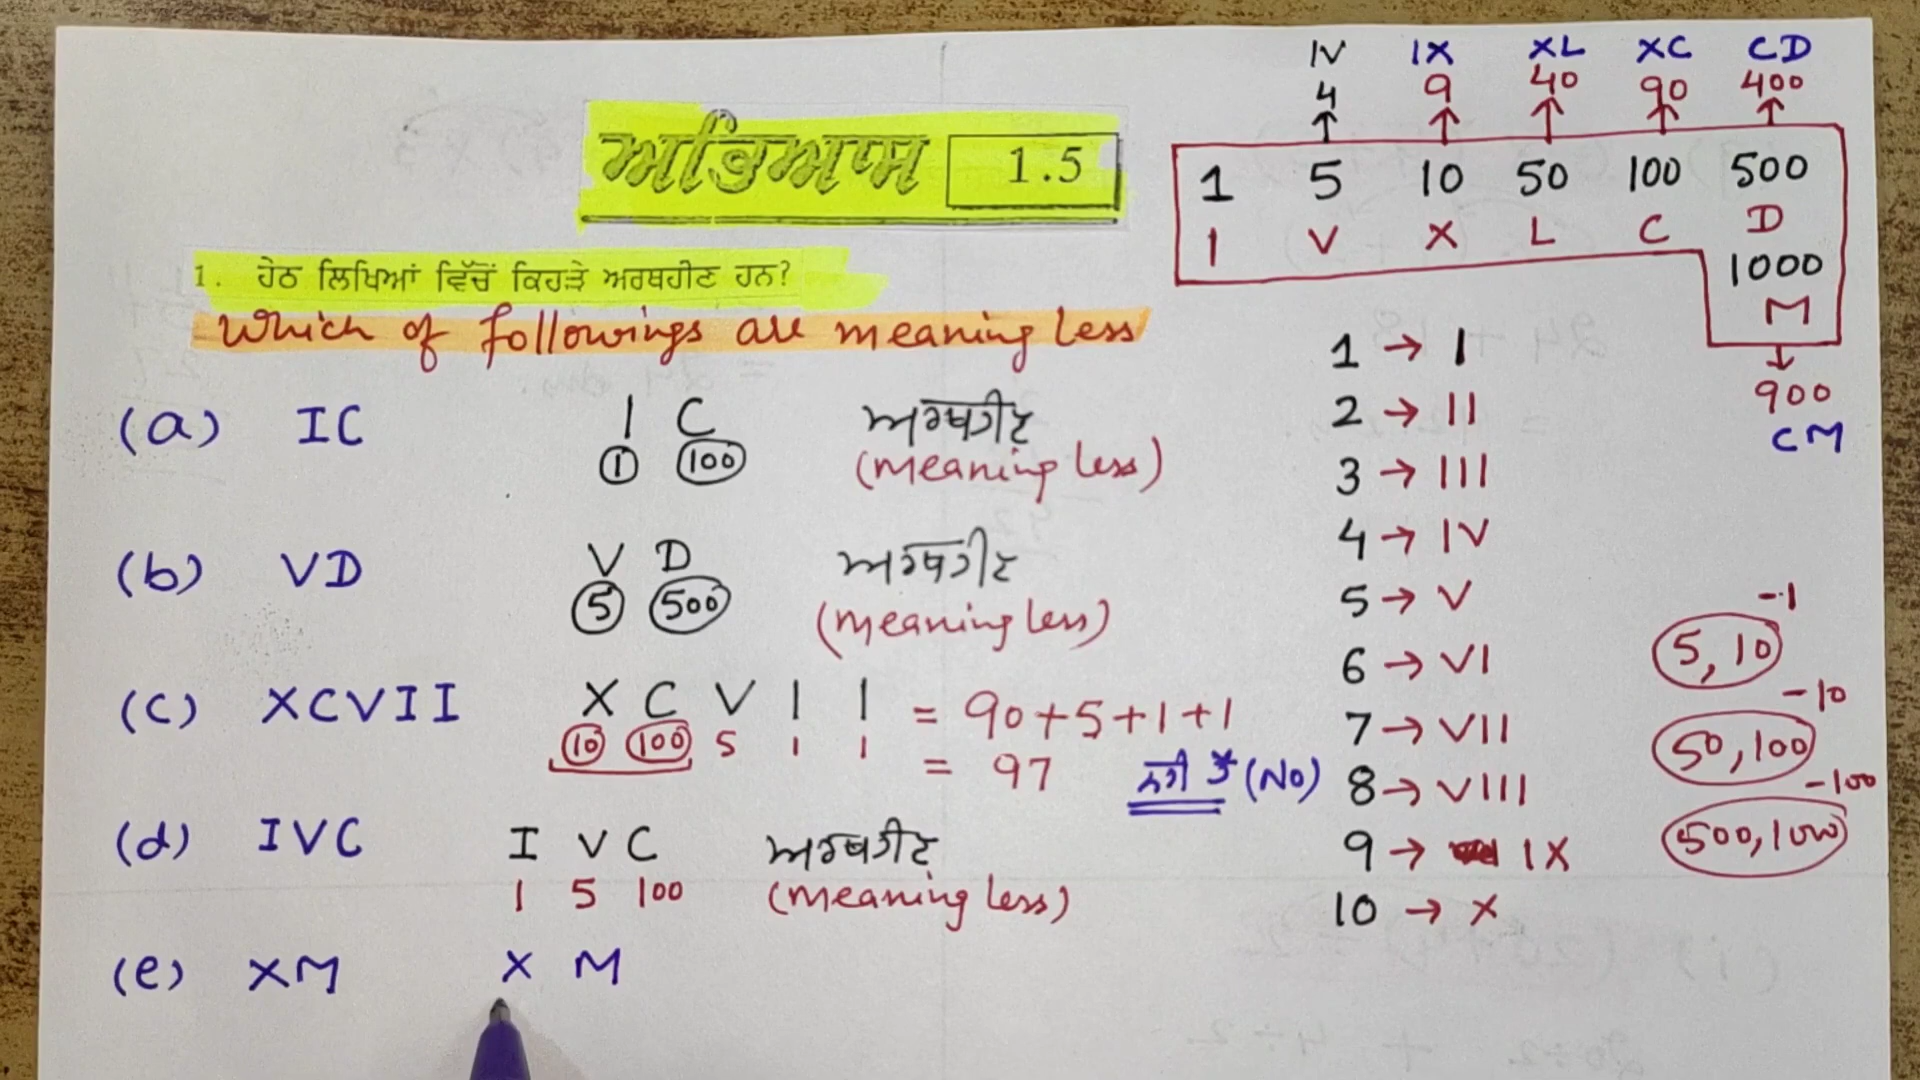 ਅਭਿਆਸ 1.5
1. ਹੇਠ ਲਿਖਿਆਂ ਵਿੱਚੋਂ ਕਿਹੜੇ ਅਰਥਹੀਣ ਹਨ?
Which of followings are meaning less
(a) IC I C ਅਰਥਹੀਣ
1 100 (meaning less)
(b) VD V D ਅਰਥਹੀਣ
5 500 (meaning less)
(c) XCVII X C V I I = 90+5+1+1
10 100 5 1 1 = 97 ਨਹੀਂ (NO)
(d) IVC I V C ਅਰਥਹੀਣ
1 5 100 (meaning less)
(e) XM X M
IV IX XL XC CD
4 9 40 90 400
1 5 10 50 100 500
I V X L C D
1000
M
900
CM
1 → I
2 → II
3 → III
4 → IV
5 → V
6 → VI
7 → VII
8 → VIII
9 → IX
10 → X
-1
5, 10
-10
50, 100
-100
500, 1000